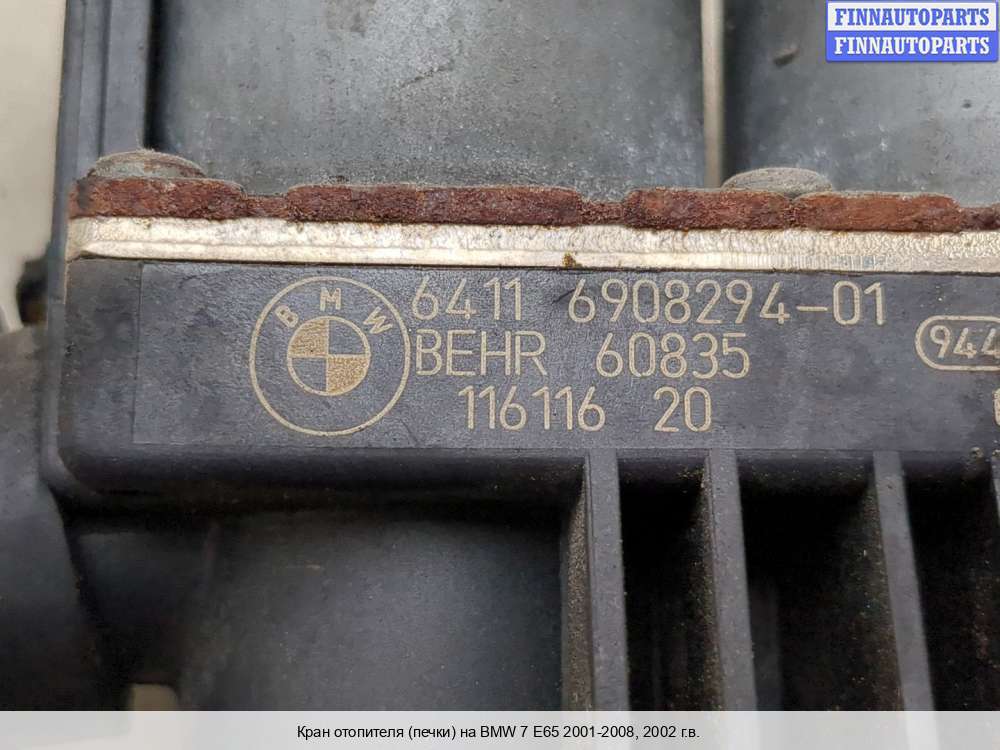 FINNAUTOPARTS
FINNAUTOPARTS
BMW
6411 6908294-01
BEHR 60835
116116 20
944
Кран отопителя (печки) на BMW 7 E65 2001-2008, 2002 г.в.